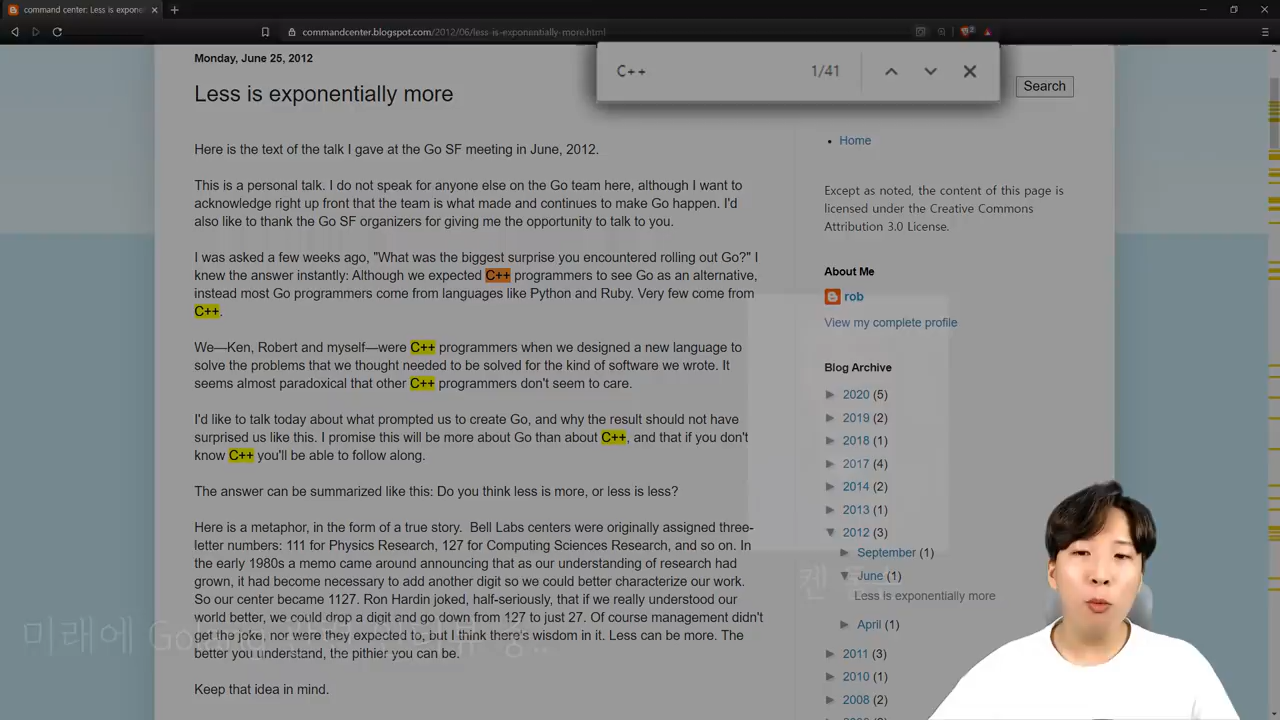 command center: Less is expone
commandcenter.blogspot.com/2012/06/less-is-exponentially-more.html
C++
1/41
Search
Monday, June 25, 2012
Less is exponentially more
Here is the text of the talk I gave at the Go SF meeting in June, 2012.
This is a personal talk. I do not speak for anyone else on the Go team here, although I want to
acknowledge right up front that the team is what made and continues to make Go happen. I'd
also like to thank the Go SF organizers for giving me the opportunity to talk to you.
I was asked a few weeks ago, "What was the biggest surprise you encountered rolling out Go?" I
knew the answer instantly: Although we expected C++ programmers to see Go as an alternative,
instead most Go programmers come from languages like Python and Ruby. Very few come from
C++.
We—Ken, Robert and myself—were C++ programmers when we designed a new language to
solve the problems that we thought needed to be solved for the kind of software we wrote. It
seems almost paradoxical that other C++ programmers don't seem to care.
I'd like to talk today about what prompted us to create Go, and why the result should not have
surprised us like this. I promise this will be more about Go than about C++, and that if you don't
know C++ you'll be able to follow along.
The answer can be summarized like this: Do you think less is more, or less is less?
Here is a metaphor, in the form of a true story. Bell Labs centers were originally assigned three-
letter numbers: 111 for Physics Research, 127 for Computing Sciences Research, and so on. In
the early 1980s a memo came around announcing that as our understanding of research had
grown, it had become necessary to add another digit so we could better characterize our work.
So our center became 1127. Ron Hardin joked, half-seriously, that if we really understood our
world better, we could drop a digit and go down from 127 to just 27. Of course management didn't
get the joke, nor were they expected to, but I think there's wisdom in it. Less can be more. The
better you understand, the pithier you can be.
Keep that idea in mind.
Home
Except as noted, the content of this page is
licensed under the Creative Commons
Attribution 3.0 License.
About Me
rob
View my complete profile
Blog Archive
► 2020 (5)
► 2019 (2)
► 2018 (1)
► 2017 (4)
► 2014 (2)
► 2013 (1)
▼ 2012 (3)
► September (1)
▼ June (1)
Less is exponentially more
► April (1)
► 2011 (3)
► 2010 (1)
► 2008 (2)
미래에
켄